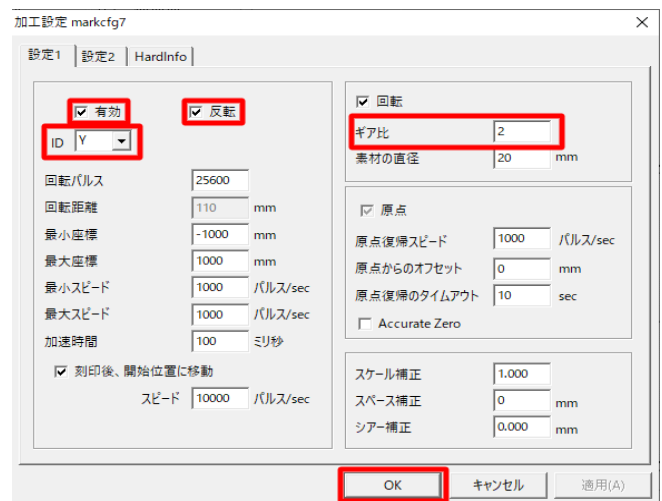 加工設定 markcfg7
設定1 設定2 HardInfo
有効 反転
ID Y
回転パルス 25600
回転距離 110 mm
最小座標 -1000 mm
最大座標 1000 mm
最小スピード 1000 パルス/sec
最大スピード 1000 パルス/sec
加速時間 100 ミリ秒
刻印後、開始位置に移動
スピード 10000 パルス/sec
回転
ギア比 2
素材の直径 20 mm
原点
原点復帰スピード 1000 パルス/sec
原点からのオフセット 0 mm
原点復帰のタイムアウト 10 sec
Accurate Zero
スケール補正 1.000
スペース補正 0 mm
シアー補正 0.000 mm
OK キャンセル 適用(A)